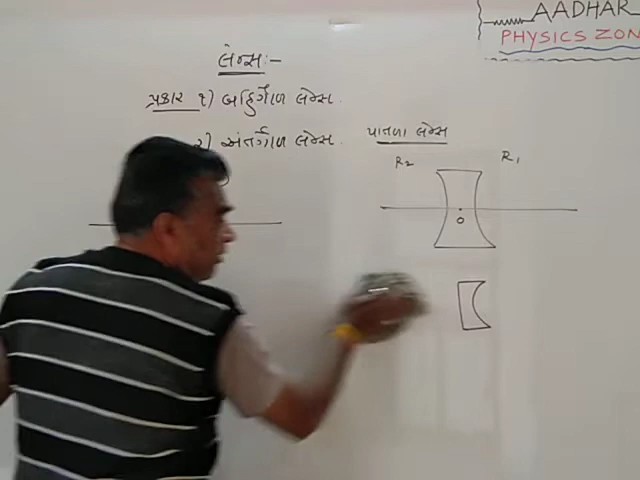 AADHAR
PHYSICS ZON
લેન્સ:-
પ્રકાર ૧) બહિર્ગોળ લેન્સ.
૨) અંતર્ગોળ લેન્સ.
પાતળા લેન્સ
R₂ R₁
O